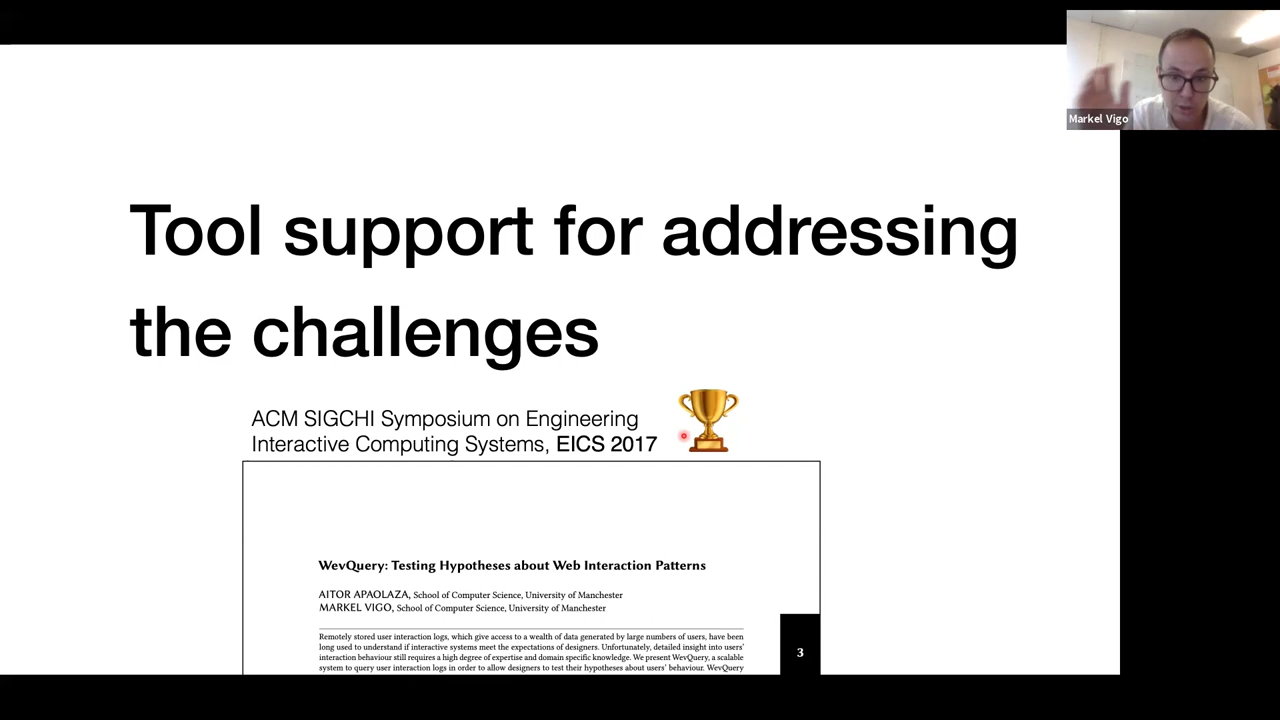 Markel Vigo
Tool support for addressing
the challenges
ACM SIGCHI Symposium on Engineering
Interactive Computing Systems, EICS 2017
WevQuery: Testing Hypotheses about Web Interaction Patterns
AITOR APAOLAZA, School of Computer Science, University of Manchester
MARKEL VIGO, School of Computer Science, University of Manchester
Remotely stored user interaction logs, which give access to a wealth of data generated by large numbers of users, have been
long used to understand if interactive systems meet the expectations of designers. Unfortunately, detailed insight into users'
interaction behaviour still requires a high degree of expertise and domain specific knowledge. We present WevQuery, a scalable
system to query user interaction logs in order to allow designers to test their hypotheses about users' behaviour. WevQuery
3